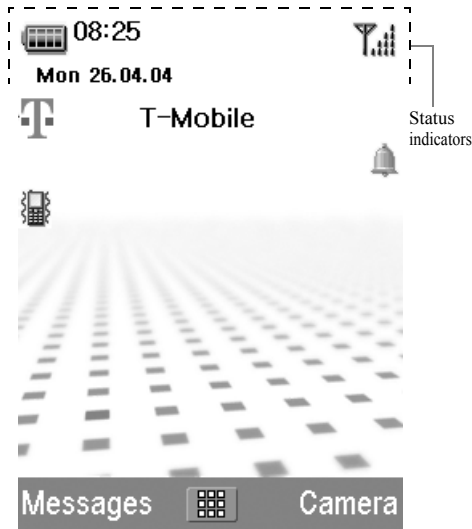 08:25
Mon 26.04.04
T T-Mobile
Status
indicators
Messages Camera